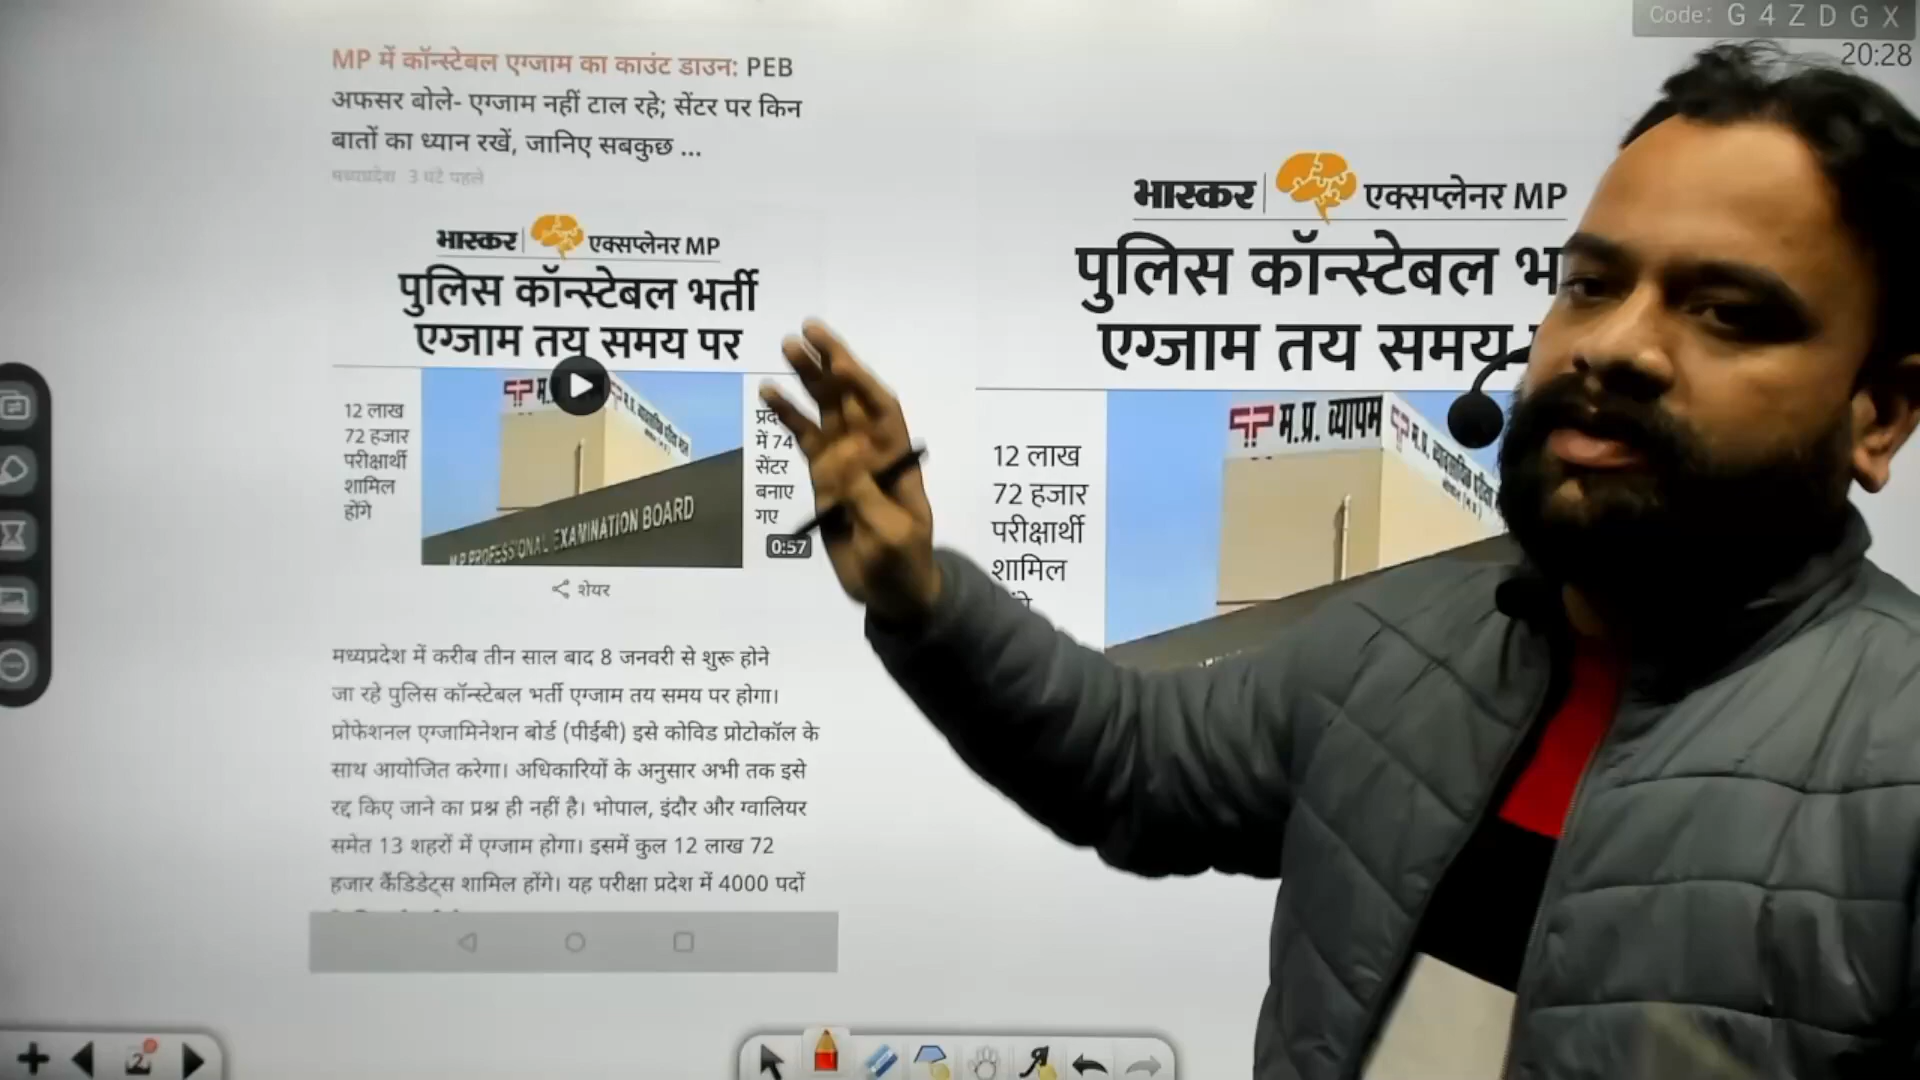 Code: G 4 Z D G X
20:28
MP में कॉन्स्टेबल एग्जाम का काउंट डाउन: PEB
अफसर बोले- एग्जाम नहीं टाल रहे; सेंटर पर किन
बातों का ध्यान रखें, जानिए सबकुछ ...
मध्यप्रदेश 3 घंटे पहले
भास्कर एक्सप्लेनर MP
पुलिस कॉन्स्टेबल भर्ती
एग्जाम तय समय पर
12 लाख
72 हजार
परीक्षार्थी
शामिल
होंगे
में 74
सेंटर
बनाए
गए
M.P. PROFESSIONAL EXAMINATION BOARD
0:57
शेयर
मध्यप्रदेश में करीब तीन साल बाद 8 जनवरी से शुरू होने
जा रहे पुलिस कॉन्स्टेबल भर्ती एग्जाम तय समय पर होगा।
प्रोफेशनल एग्जामिनेशन बोर्ड (पीईबी) इसे कोविड प्रोटोकॉल के
साथ आयोजित करेगा। अधिकारियों के अनुसार अभी तक इसे
रद्द किए जाने का प्रश्न ही नहीं है। भोपाल, इंदौर और ग्वालियर
समेत 13 शहरों में एग्जाम होगा। इसमें कुल 12 लाख 72
हजार कैंडिडेट्स शामिल होंगे। यह परीक्षा प्रदेश में 4000 पदों
भास्कर एक्सप्लेनर MP
पुलिस कॉन्स्टेबल भ
एग्जाम तय समय
12 लाख
72 हजार
परीक्षार्थी
शामिल
म.प्र. व्यापम
2